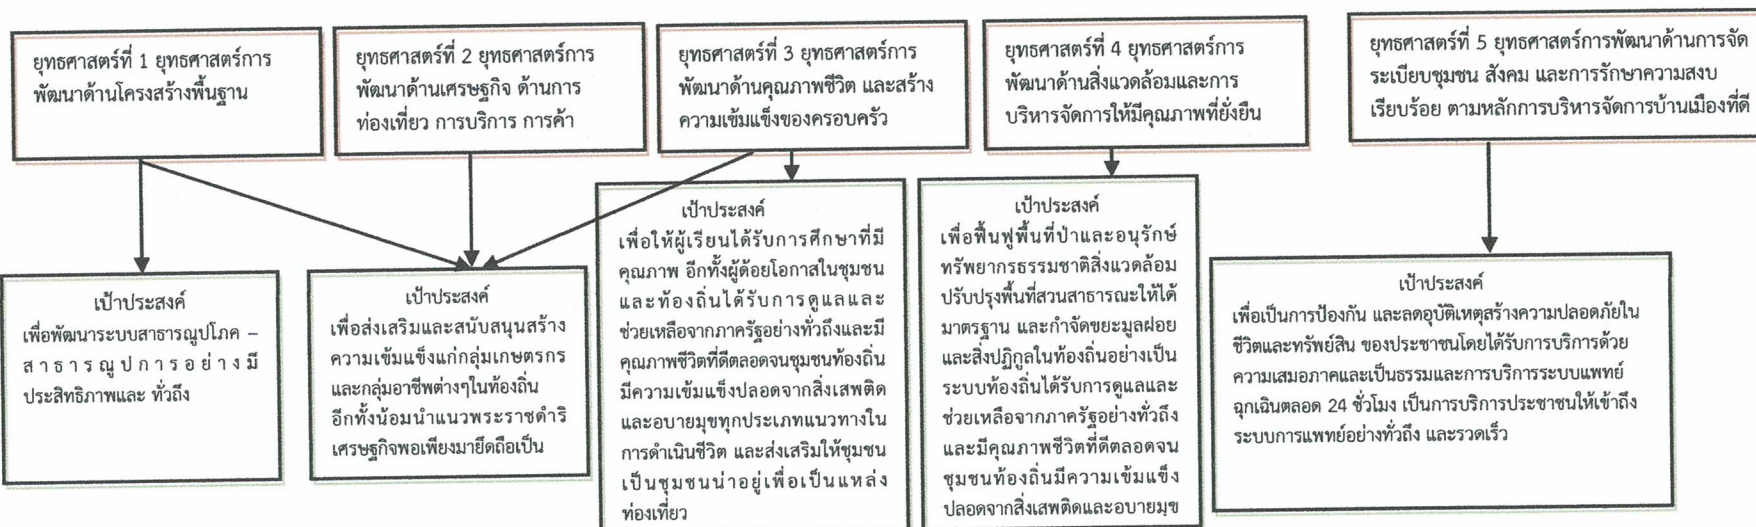 ยุทธศาสตร์ที่ 1 ยุทธศาสตร์การ
พัฒนาด้านโครงสร้างพื้นฐาน
ยุทธศาสตร์ที่ 2 ยุทธศาสตร์การ
พัฒนาด้านเศรษฐกิจ ด้านการ
ท่องเที่ยว การบริการ การค้า
ยุทธศาสตร์ที่ 3 ยุทธศาสตร์การ
พัฒนาด้านคุณภาพชีวิต และสร้าง
ความเข้มแข็งของครอบครัว
ยุทธศาสตร์ที่ 4 ยุทธศาสตร์การ
พัฒนาด้านสิ่งแวดล้อมและการ
บริหารจัดการให้มีคุณภาพที่ยั่งยืน
ยุทธศาสตร์ที่ 5 ยุทธศาสตร์การพัฒนาด้านการจัด
ระเบียบชุมชน สังคม และการรักษาความสงบ
เรียบร้อย ตามหลักการบริหารจัดการบ้านเมืองที่ดี
เป้าประสงค์
เพื่อพัฒนาระบบสาธารณูปโภค –
สาธารณูปการอย่างมี
ประสิทธิภาพและ ทั่วถึง
เป้าประสงค์
เพื่อส่งเสริมและสนับสนุนสร้าง
ความเข้มแข็งแก่กลุ่มเกษตรกร
และกลุ่มอาชีพต่างๆในท้องถิ่น
อีกทั้งน้อมนำแนวพระราชดำริ
เศรษฐกิจพอเพียงมายึดถือเป็น
เป้าประสงค์
เพื่อให้ผู้เรียนได้รับการศึกษาที่มี
คุณภาพ อีกทั้งผู้ด้อยโอกาสในชุมชน
และท้องถิ่นได้รับการดูแลและ
ช่วยเหลือจากภาครัฐอย่างทั่วถึงและมี
คุณภาพชีวิตที่ดีตลอดจนชุมชนท้องถิ่น
มีความเข้มแข็งปลอดจากสิ่งเสพติด
และอบายมุขทุกประเภทแนวทางใน
การดำเนินชีวิต และส่งเสริมให้ชุมชน
เป็นชุมชนน่าอยู่เพื่อเป็นแหล่ง
ท่องเที่ยว
เป้าประสงค์
เพื่อฟื้นฟูพื้นที่ป่าและอนุรักษ์
ทรัพยากรธรรมชาติสิ่งแวดล้อม
ปรับปรุงพื้นที่สวนสาธารณะให้ได้
มาตรฐาน และกำจัดขยะมูลฝอย
และสิ่งปฏิกูลในท้องถิ่นอย่างเป็น
ระบบท้องถิ่นได้รับการดูแลและ
ช่วยเหลือจากภาครัฐอย่างทั่วถึง
และมีคุณภาพชีวิตที่ดีตลอดจน
ชุมชนท้องถิ่นมีความเข้มแข็ง
ปลอดจากสิ่งเสพติดและอบายมุข
เป้าประสงค์
เพื่อเป็นการป้องกัน และลดอุบัติเหตุสร้างความปลอดภัยใน
ชีวิตและทรัพย์สิน ของประชาชนโดยได้รับการบริการด้วย
ความเสมอภาคและเป็นธรรมและการบริการระบบแพทย์
ฉุกเฉินตลอด 24 ชั่วโมง เป็นการบริการประชาชนให้เข้าถึง
ระบบการแพทย์อย่างทั่วถึง และรวดเร็ว